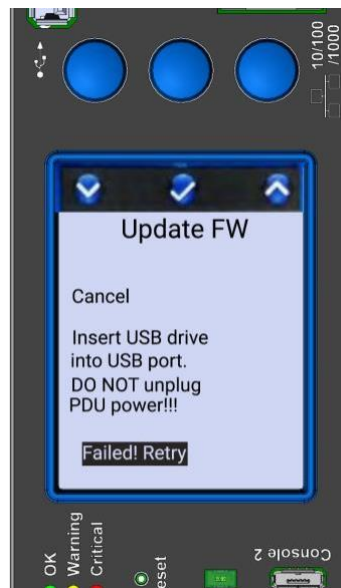 10/100
/1000
Update FW
Cancel
Insert USB drive
into USB port.
DO NOT unplug
PDU power!!!
Failed! Retry
OK
Warning
Critical
eset
Console 2